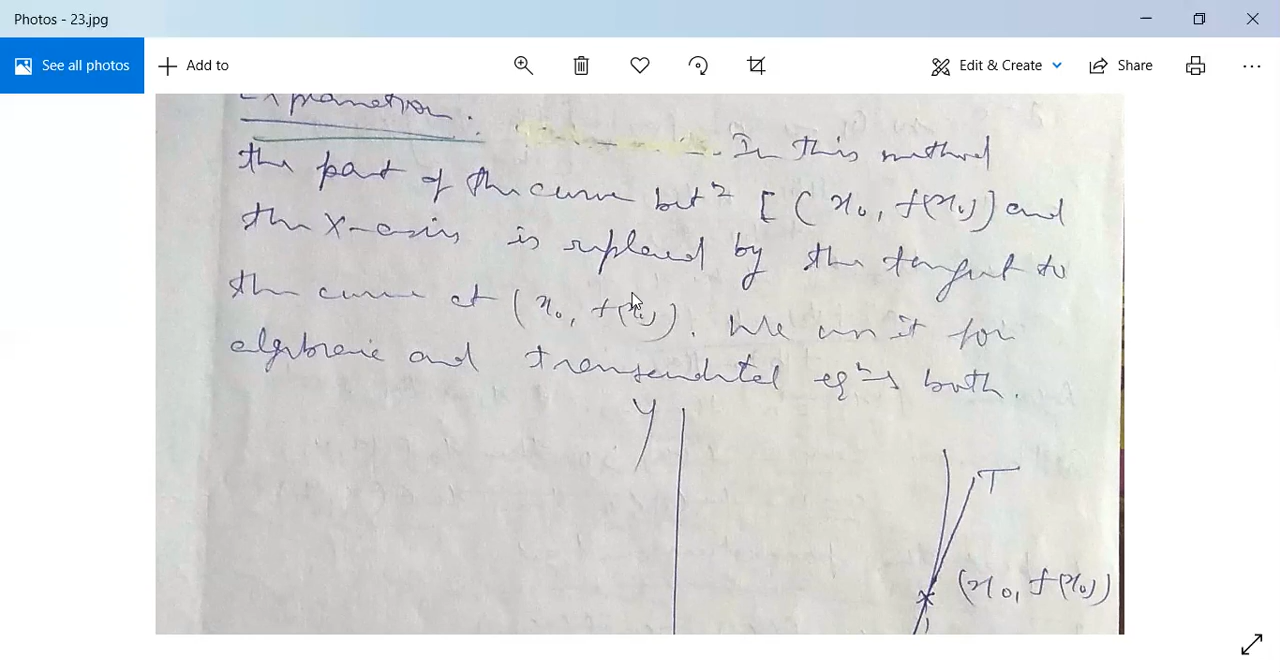 Photos - 23.jpg
See all photos
Add to
Edit & Create
Share
Explanation:
In this method
the part of the curve betⁿ [(x₀, f(x₀)) and
the X-axis is replaced by the tangent to
the curve at (x₀, f(x₀)). We use it for
algebraic and transendital eqⁿs both.
Y
T
(x₀, f(x₀))